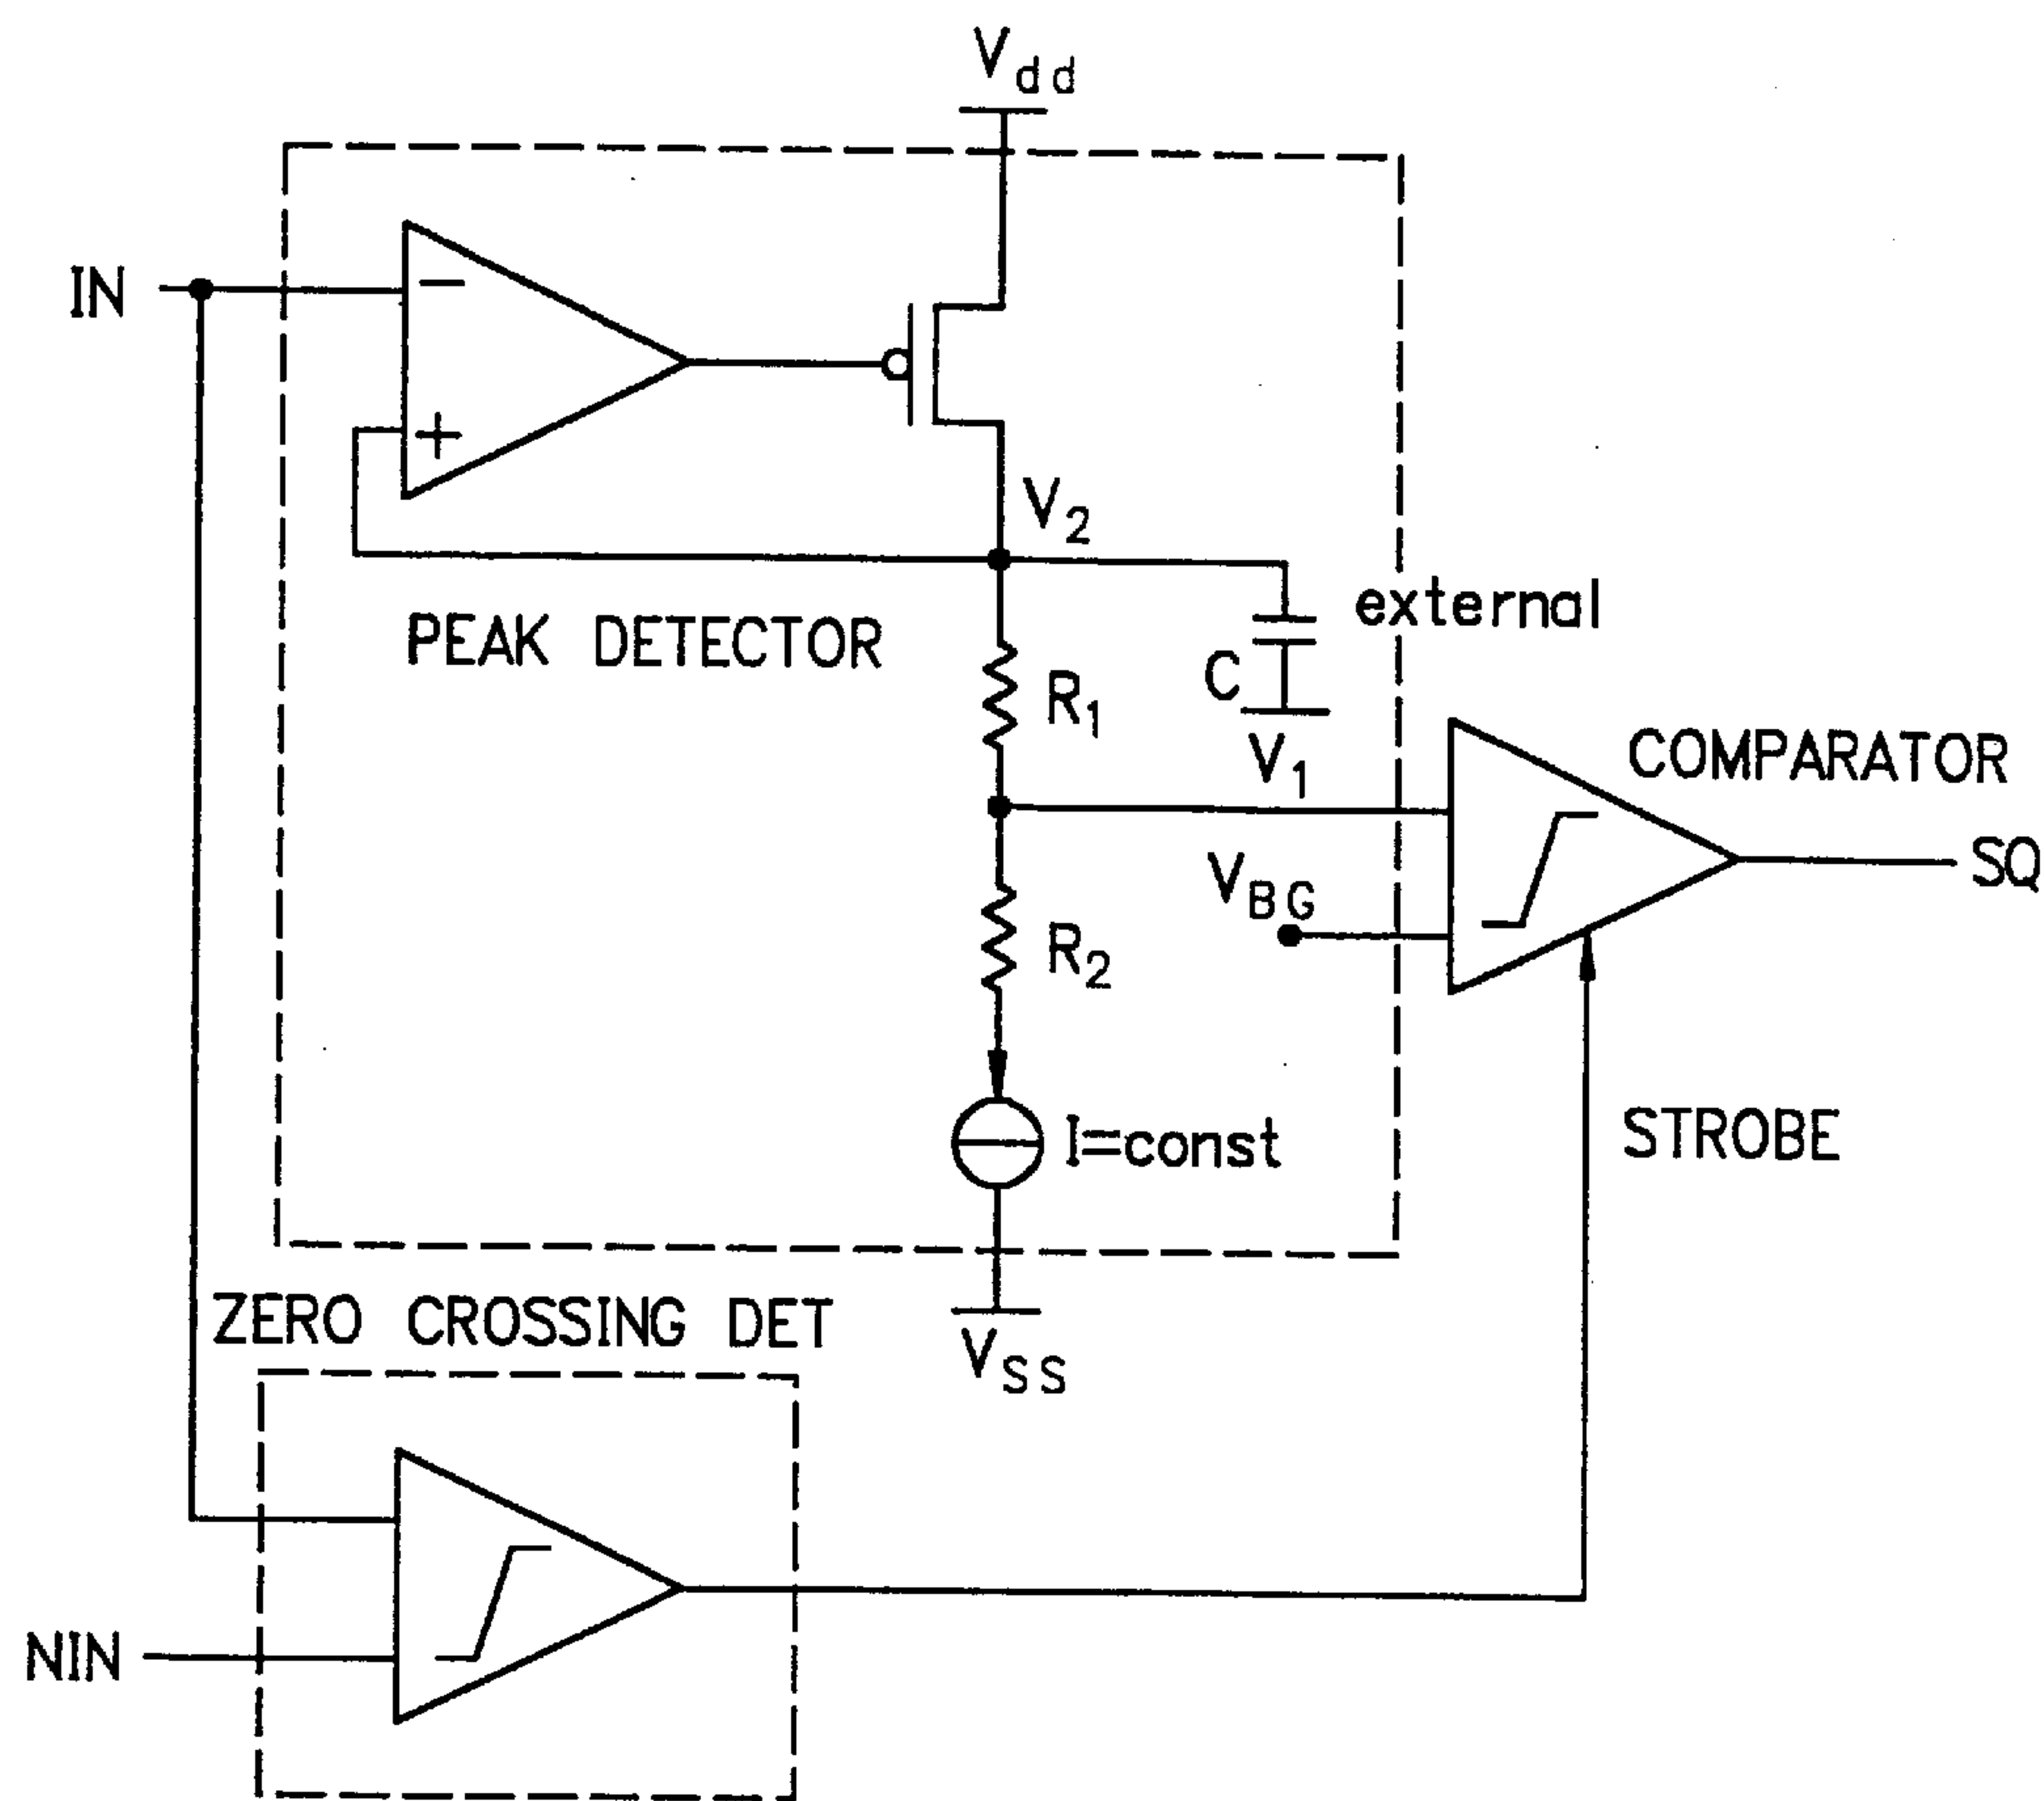 Vdd
IN
−
+
V2
PEAK DETECTOR
external
R1
C
V1
COMPARATOR
SQ
VBG
R2
I=const
STROBE
ZERO CROSSING DET
VSS
NIN